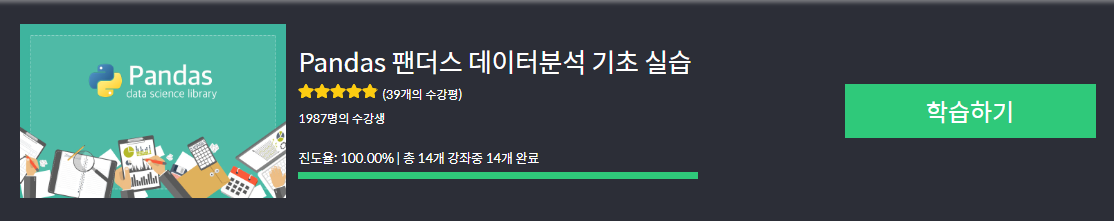 Pandas
data science library
Pandas 팬더스 데이터분석 기초 실습
(39개의 수강평)
1987명의 수강생
진도율: 100.00% | 총 14개 강좌중 14개 완료
학습하기